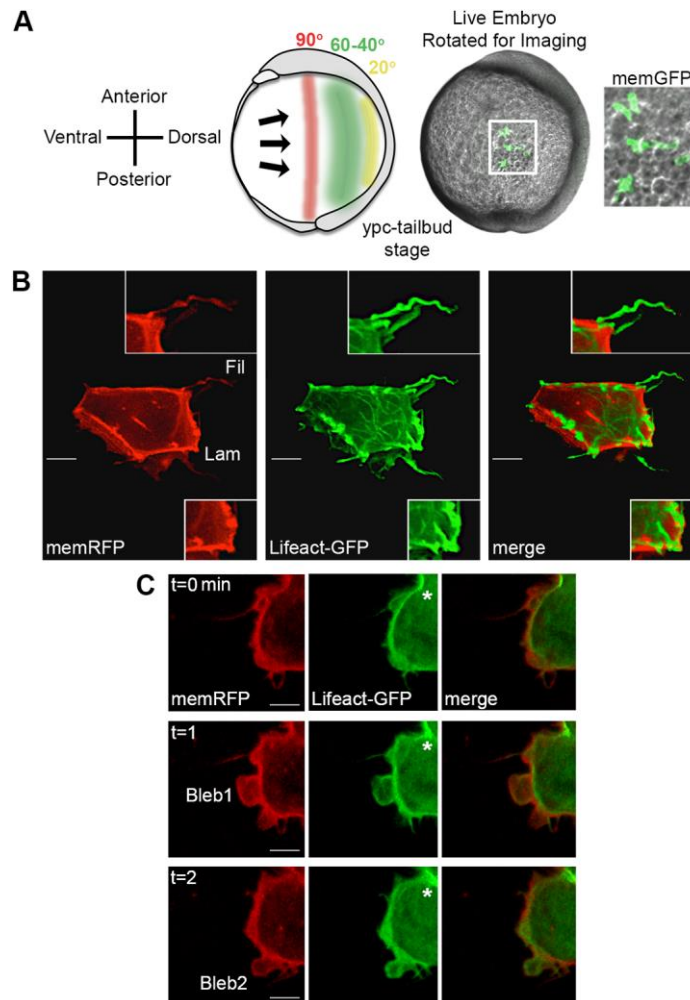 A
90°
60-40°
20°
Live Embryo
Rotated for Imaging
memGFP
Anterior
Ventral
Dorsal
Posterior
ypc-tailbud
stage
B
Fil
Lam
memRFP
Lifeact-GFP
merge
C
t=0 min
*
memRFP
Lifeact-GFP
merge
t=1
*
Bleb1
t=2
*
Bleb2